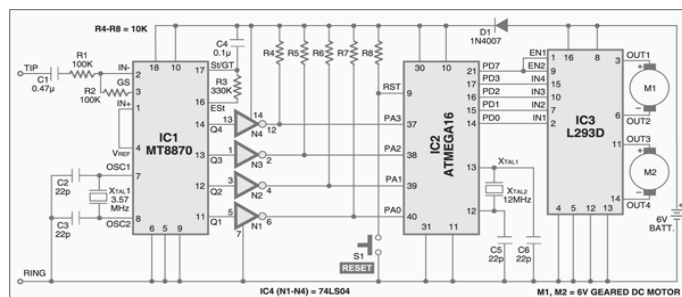 R4-R8 = 10K
TIP
C1
0.47µ
R1
100K
R2
100K
IN-
GS
IN+
VREF
OSC1
OSC2
2
3
1
4
7
8
18
10
C4
0.1µ
17
St/GT
R3
330K
16
ESt
IC1
MT8870
Q4
14
Q3
13
Q2
12
Q1
11
6
5
9
C2
22p
C3
22p
XTAL1
3.57
MHz
RING
13
14
12
N4
1
2
N3
3
4
N2
5
6
N1
7
R4
R5
R6
R7
R8
RST
9
PA3
37
PA2
38
PA1
39
PA0
40
S1
RESET
30
10
IC2
ATMEGA16
31
11
21
PD7
17
PD3
16
PD2
15
PD1
14
PD0
13
XTAL1
XTAL2
12MHz
12
C5
22p
C6
22p
D1
1N4007
EN1
1
EN2
9
IN4
15
IN3
10
IN2
7
IN1
2
16
8
IC3
L293D
3
OUT1
+
M1
-
6
OUT2
OUT3
11
+
M2
-
14
OUT4
4
5
12
13
+
6V
BATT.
-
IC4 (N1-N4) = 74LS04
M1, M2 = 6V GEARED DC MOTOR